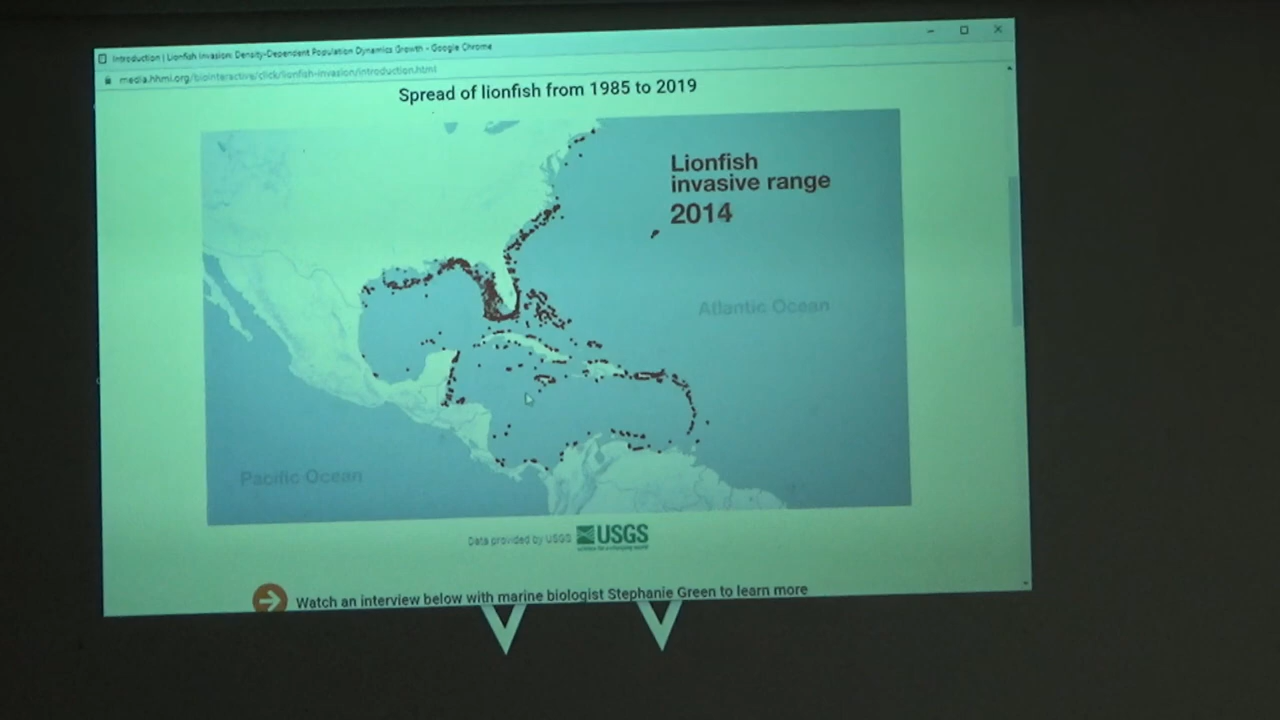 Introduction | Lionfish Invasion: Density-Dependent Population Dynamics Growth - Google Chrome
media.hhmi.org/biointeractive/click/lionfish-invasion/introduction.html
Spread of lionfish from 1985 to 2019
Lionfish
invasive range
2014
Atlantic Ocean
Pacific Ocean
Data provided by USGS
USGS
science for a changing world
Watch an interview below with marine biologist Stephanie Green to learn more